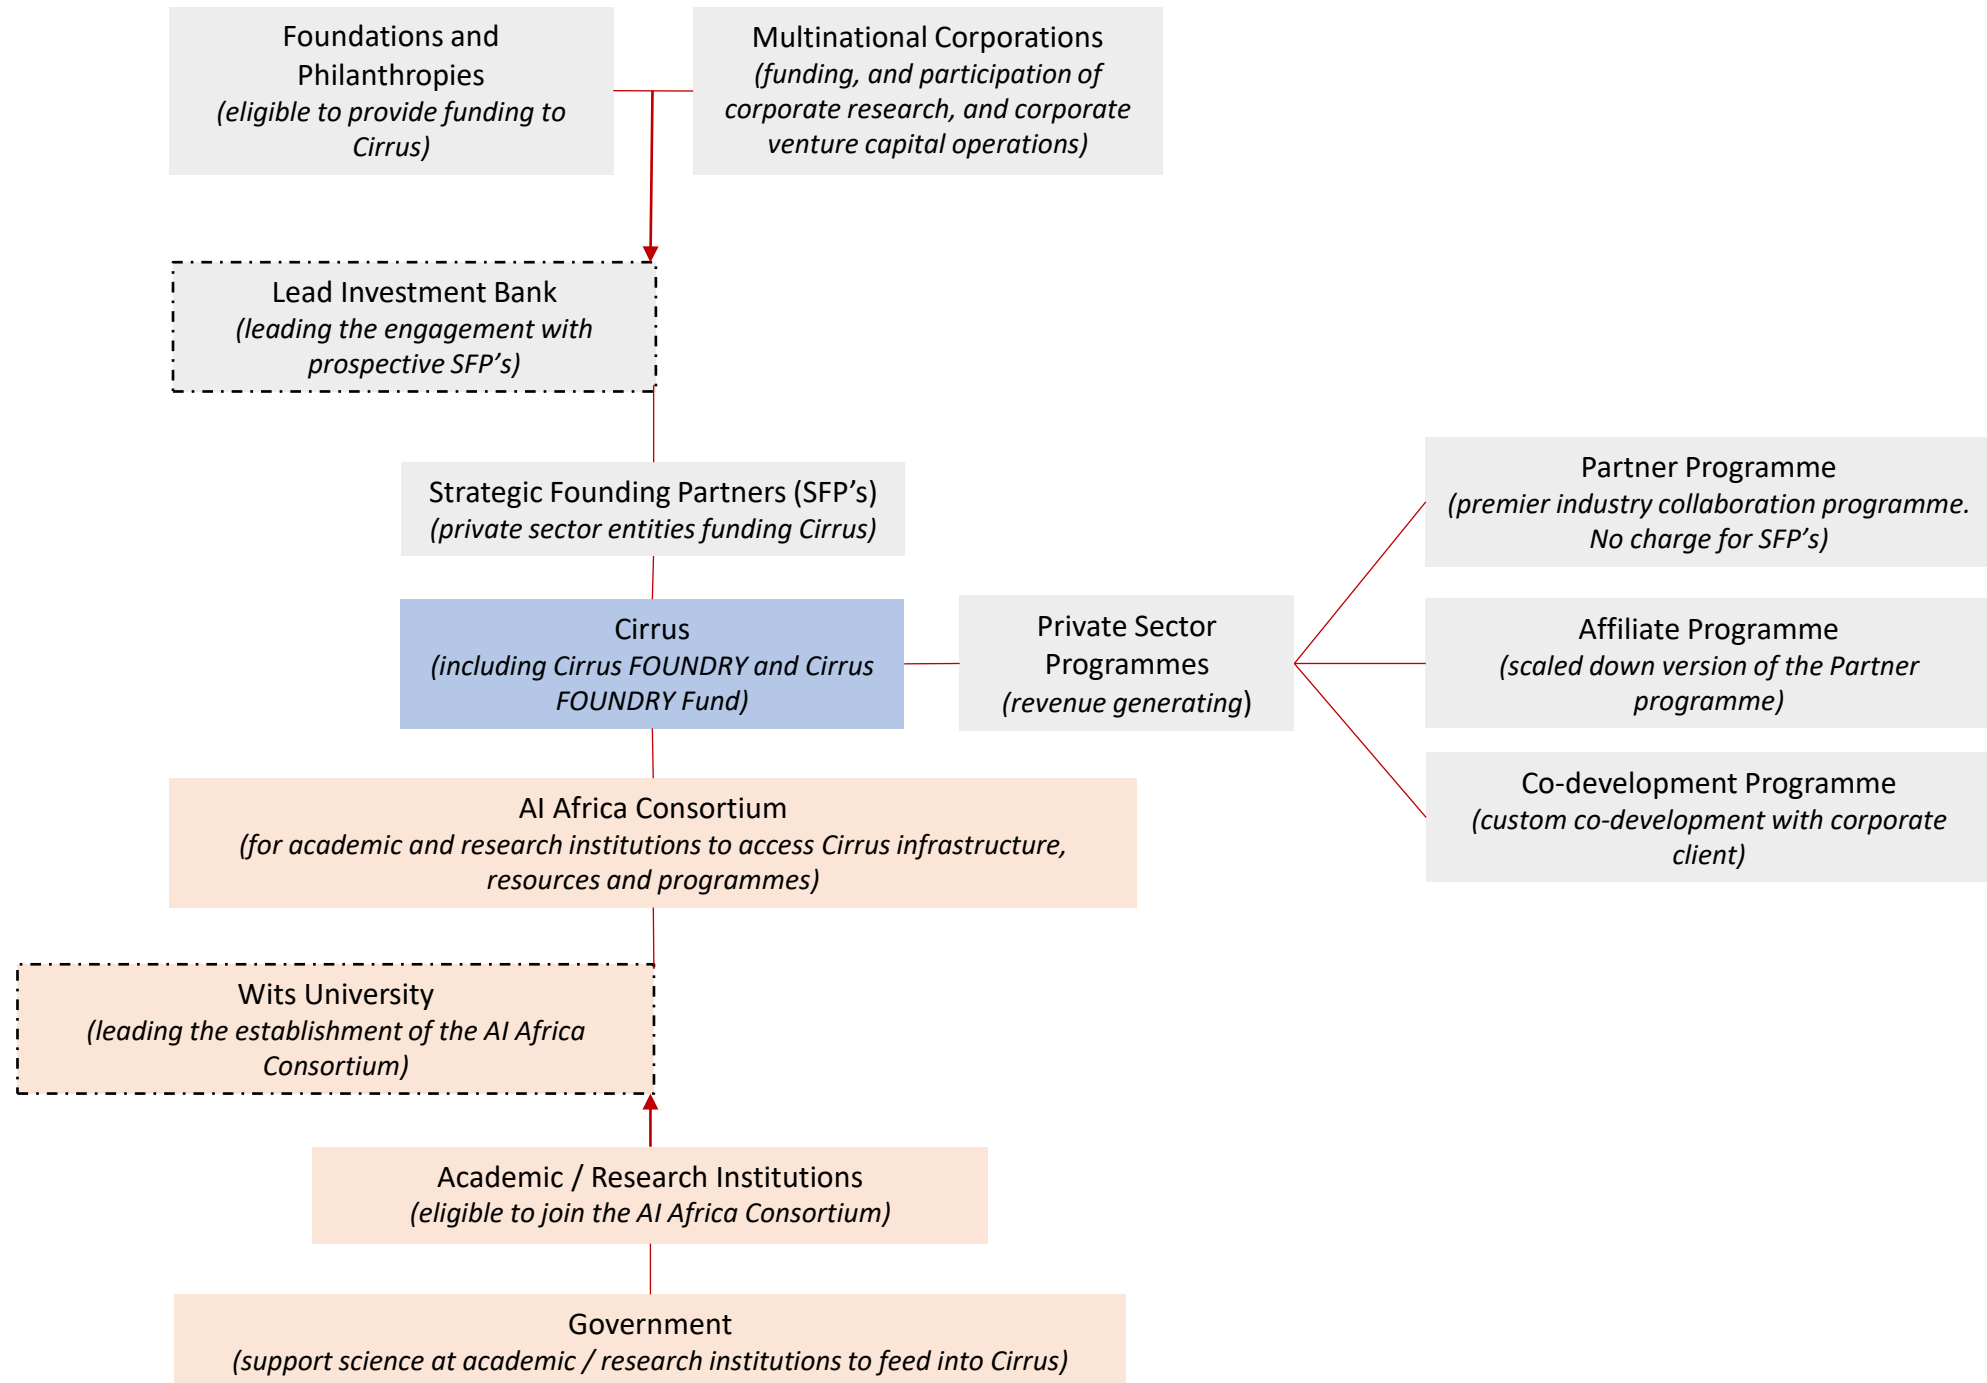 Foundations and
Philanthropies
(eligible to provide funding to
Cirrus)
Multinational Corporations
(funding, and participation of
corporate research, and corporate
venture capital operations)
Lead Investment Bank
(leading the engagement with
prospective SFP’s)
Strategic Founding Partners (SFP’s)
(private sector entities funding Cirrus)
Cirrus
(including Cirrus FOUNDRY and Cirrus
FOUNDRY Fund)
Private Sector
Programmes
(revenue generating)
Partner Programme
(premier industry collaboration programme.
No charge for SFP’s)
Affiliate Programme
(scaled down version of the Partner
programme)
Co-development Programme
(custom co-development with corporate
client)
AI Africa Consortium
(for academic and research institutions to access Cirrus infrastructure,
resources and programmes)
Wits University
(leading the establishment of the AI Africa
Consortium)
Academic / Research Institutions
(eligible to join the AI Africa Consortium)
Government
(support science at academic / research institutions to feed into Cirrus)